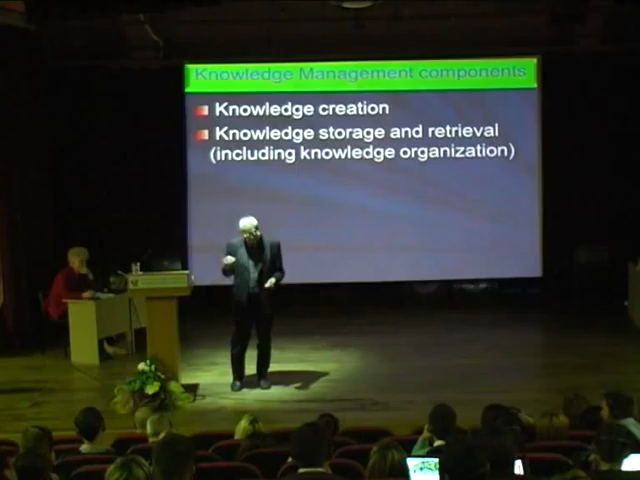 Knowledge Management components
Knowledge creation
Knowledge storage and retrieval
(including knowledge organization)